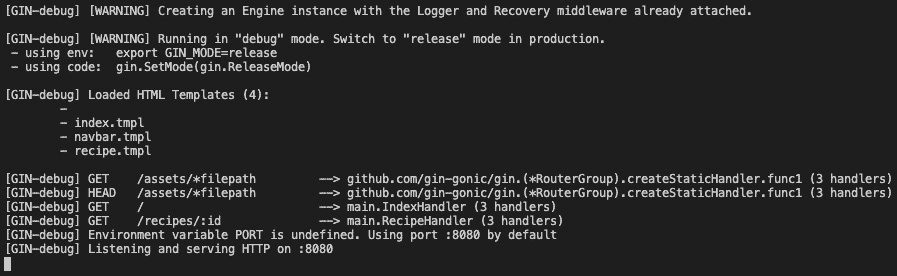 [GIN-debug] [WARNING] Creating an Engine instance with the Logger and Recovery middleware already attached.
[GIN-debug] [WARNING] Running in "debug" mode. Switch to "release" mode in production.
- using env:   export GIN_MODE=release
- using code:  gin.SetMode(gin.ReleaseMode)
[GIN-debug] Loaded HTML Templates (4):
-
- index.tmpl
- navbar.tmpl
- recipe.tmpl
[GIN-debug] GET    /assets/*filepath         --> github.com/gin-gonic/gin.(*RouterGroup).createStaticHandler.func1 (3 handlers)
[GIN-debug] HEAD   /assets/*filepath         --> github.com/gin-gonic/gin.(*RouterGroup).createStaticHandler.func1 (3 handlers)
[GIN-debug] GET    /                         --> main.IndexHandler (3 handlers)
[GIN-debug] GET    /recipes/:id              --> main.RecipeHandler (3 handlers)
[GIN-debug] Environment variable PORT is undefined. Using port :8080 by default
[GIN-debug] Listening and serving HTTP on :8080